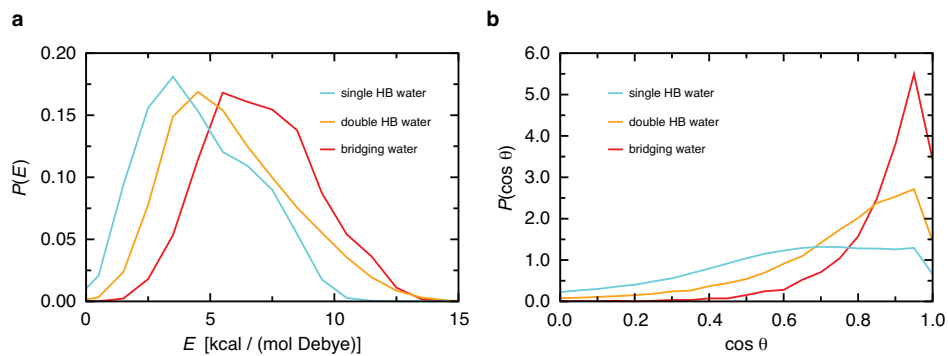 a
P(E)
0.20
0.15
0.10
0.05
0.00
single HB water
double HB water
bridging water
0
5
10
15
E [kcal / (mol Debye)]
b
P(cos θ)
6.0
5.0
4.0
3.0
2.0
1.0
0.0
single HB water
double HB water
bridging water
0.0
0.2
0.4
0.6
0.8
1.0
cos θ